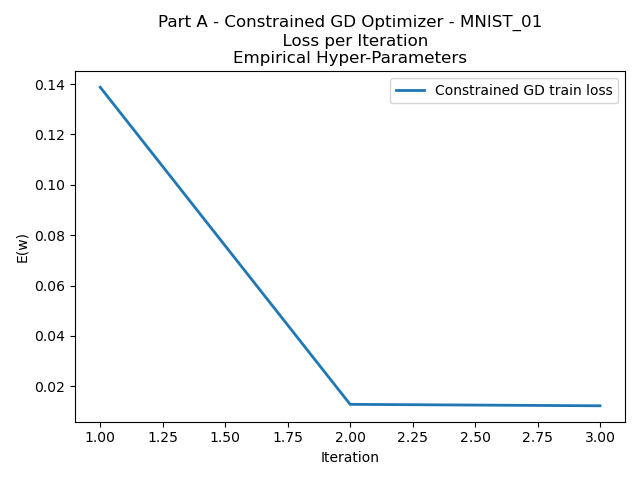 Part A - Constrained GD Optimizer - MNIST_01
Loss per Iteration
Empirical Hyper-Parameters
Constrained GD train loss
E(w)
0.14
0.12
0.10
0.08
0.06
0.04
0.02
1.00 1.25 1.50 1.75 2.00 2.25 2.50 2.75 3.00
Iteration